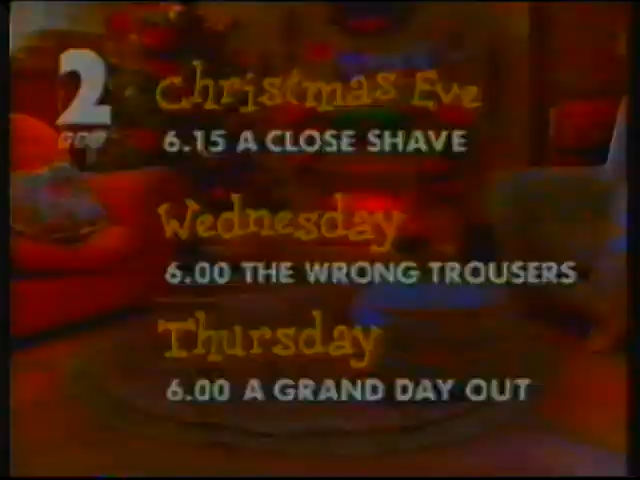 2
BBC
Christmas Eve
6.15 A CLOSE SHAVE
Wednesday
6.00 THE WRONG TROUSERS
Thursday
6.00 A GRAND DAY OUT